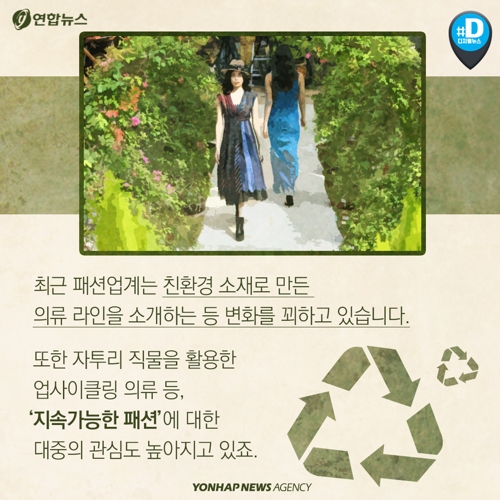 연합뉴스
#D
디지털뉴스
최근 패션업계는 친환경 소재로 만든
의류 라인을 소개하는 등 변화를 꾀하고 있습니다.
또한 자투리 직물을 활용한
업사이클링 의류 등,
‘지속가능한 패션’에 대한
대중의 관심도 높아지고 있죠.
YONHAP NEWS AGENCY